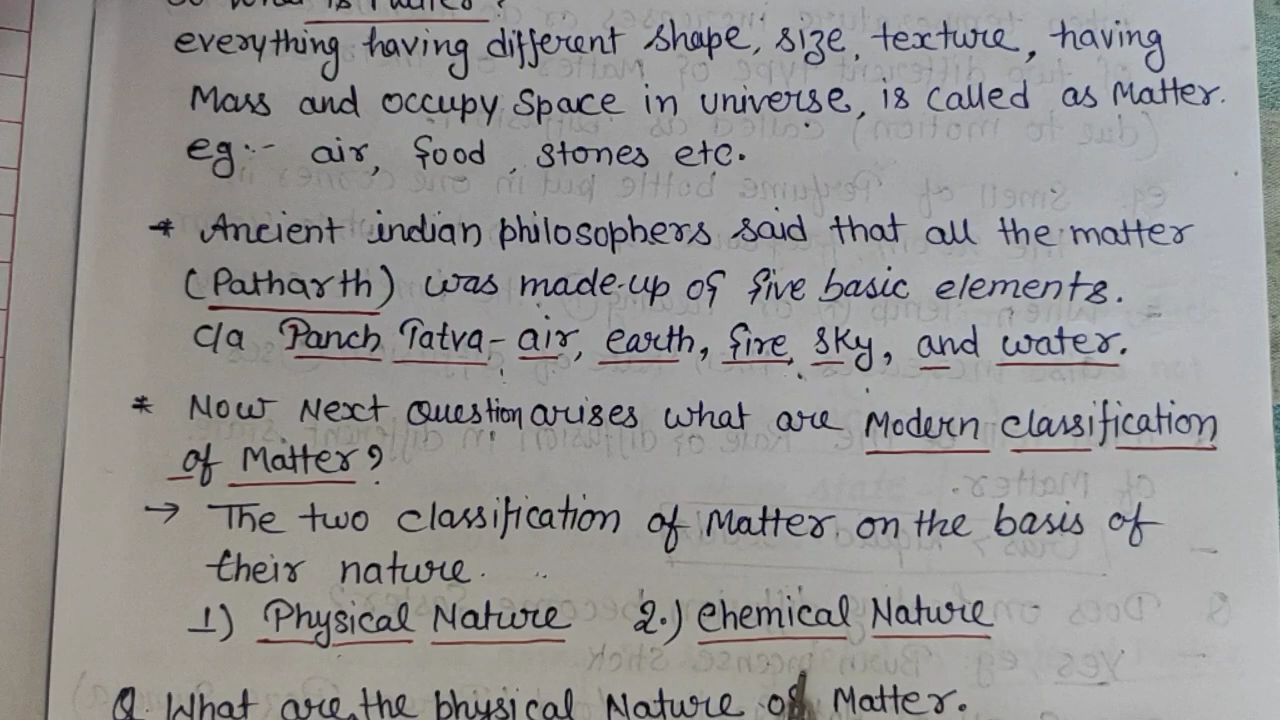 what is Matter?
everything having different shape, size, texture, having
Mass and occupy space in universe, is called as Matter.
eg:- air, food, stones etc.
* Ancient indian philosophers said that all the matter
(Patharth) was made-up of five basic elements.
c/a Panch Tatva - air, earth, fire, sky, and water.
* Now Next Question arises what are Modern classification
of Matter?
→ The two classification of Matter on the basis of
their nature.
1) Physical Nature 2.) Chemical Nature
Q. What are the physical Nature of Matter.